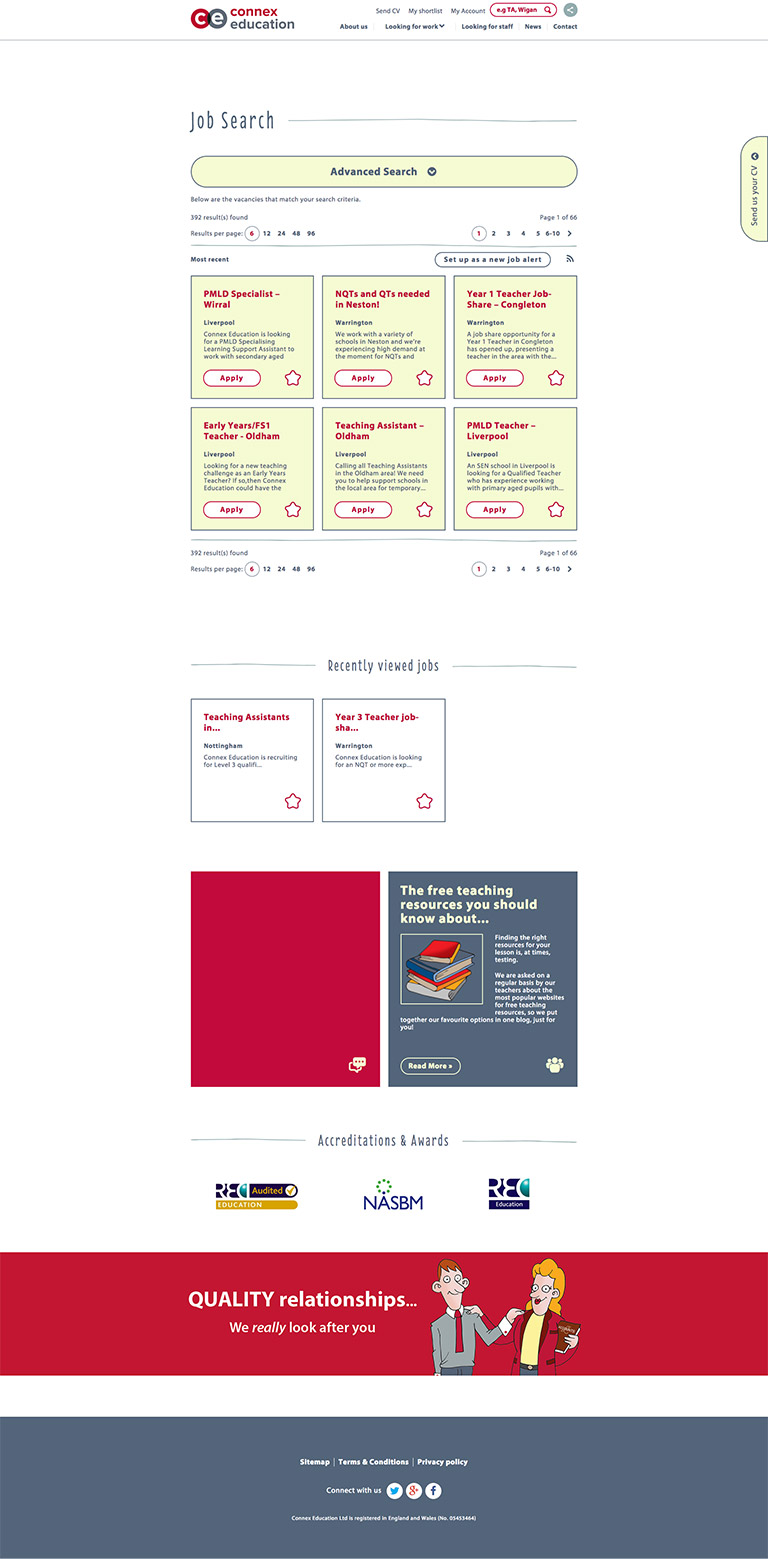 ce connex
education
Send CV My shortlist My Account e.g TA, Wigan
About us Looking for work Looking for staff News Contact
Job Search
Advanced Search
Send us your CV
Below are the vacancies that match your search criteria.
392 result(s) found Page 1 of 66
Results per page: 6 12 24 48 96 1 2 3 4 5 6-10
Most recent Set up as a new job alert
PMLD Specialist –
Wirral
Liverpool
Connex Education is looking
for a PMLD Specialising
Learning Support Assistant to
work with secondary aged
Apply
NQTs and QTs needed
in Neston!
Warrington
We work with a variety of
schools in Neston and we're
experiencing high demand at
the moment for NQTs and
Apply
Year 1 Teacher Job-
Share – Congleton
Warrington
A job share opportunity for a
Year 1 Teacher in Congleton
has opened up, presenting a
teacher in the area with the...
Apply
Early Years/FS1
Teacher - Oldham
Liverpool
Looking for a new teaching
challenge as an Early Years
Teacher? If so,then Connex
Education could have the
Apply
Teaching Assistant –
Oldham
Liverpool
Calling all Teaching Assistants
in the Oldham area! We need
you to help support schools in
the local area for temporary...
Apply
PMLD Teacher –
Liverpool
Liverpool
An SEN school in Liverpool is
looking for a Qualified Teacher
who has experience working
with primary aged pupils with...
Apply
392 result(s) found Page 1 of 66
Results per page: 6 12 24 48 96 1 2 3 4 5 6-10
Recently viewed jobs
Teaching Assistants
in...
Nottingham
Connex Education is recruiting
for Level 3 qualifi...
Year 3 Teacher job-
sha...
Warrington
Connex Education is looking
for an NQT or more exp...
The free teaching
resources you should
know about...
Finding the right
resources for your
lesson is, at times,
testing.
We are asked on a
regular basis by our
teachers about the
most popular websites
for free teaching
resources, so we put
together our favourite options in one blog, just for
you!
Read More »
Accreditations & Awards
REC Audited
EDUCATION
NASBM
REC
Education
QUALITY relationships...
We really look after you
Sitemap | Terms & Conditions | Privacy policy
Connect with us
Connex Education Ltd is registered in England and Wales (No. 05453464)